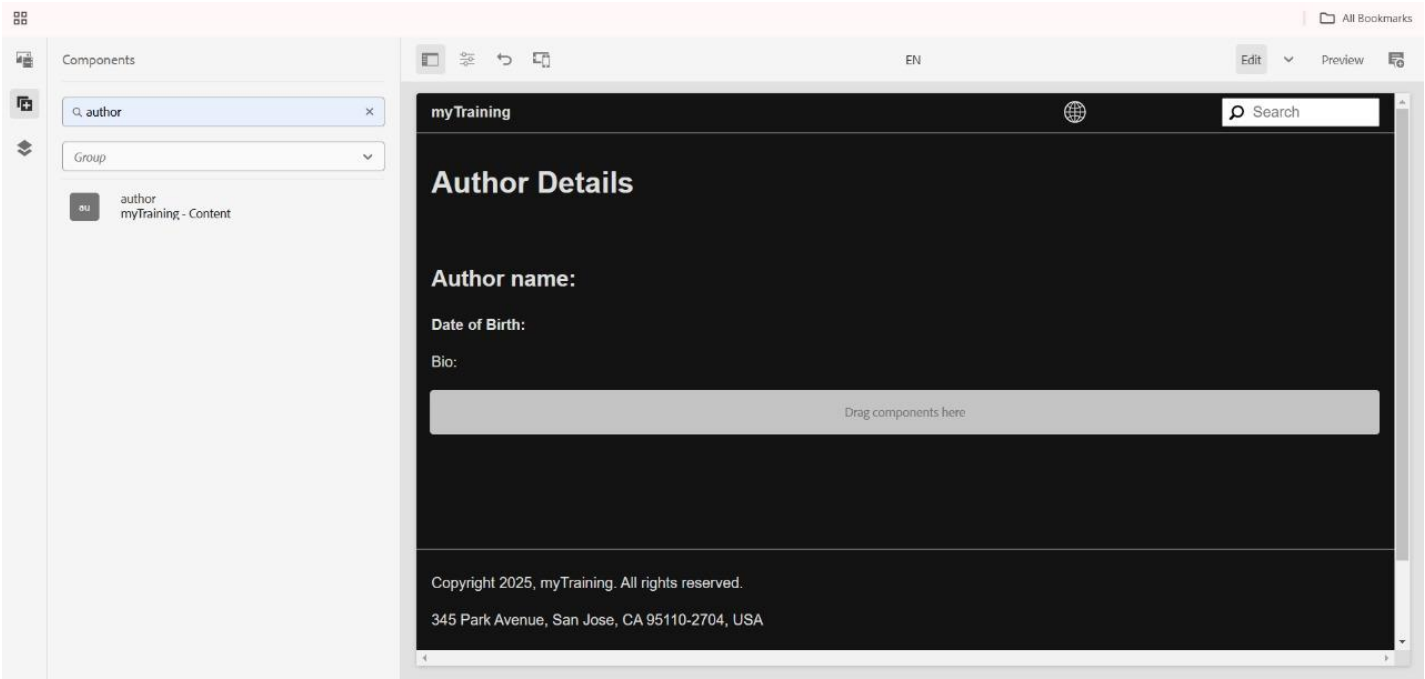 All Bookmarks
Components
EN
Edit
Preview
author
Group
au
author
myTraining - Content
myTraining
Search
Author Details
Author name:
Date of Birth:
Bio:
Drag components here
Copyright 2025, myTraining. All rights reserved.
345 Park Avenue, San Jose, CA 95110-2704, USA